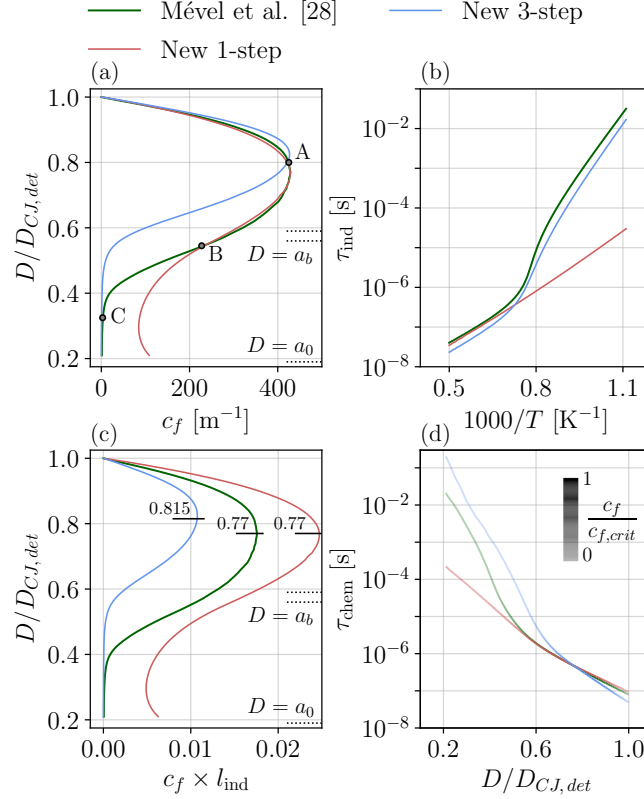 Mével et al. [28]
New 3-step
New 1-step
(a)
(b)
1.0
0.8
0.6
0.4
0.2
D/D_{CJ,det}
A
B
C
D = a_b
D = a_0
0
200
400
c_f [m⁻¹]
10⁻²
10⁻⁴
10⁻⁶
10⁻⁸
τ_ind [s]
0.5
0.8
1.1
1000/T [K⁻¹]
(c)
(d)
1.0
0.8
0.6
0.4
0.2
D/D_{CJ,det}
0.815
0.77
0.77
D = a_b
D = a_0
0.00
0.01
0.02
c_f × l_ind
10⁻²
10⁻⁴
10⁻⁶
10⁻⁸
τ_chem [s]
1
0
c_f
c_{f,crit}
0.2
0.6
1.0
D/D_{CJ,det}